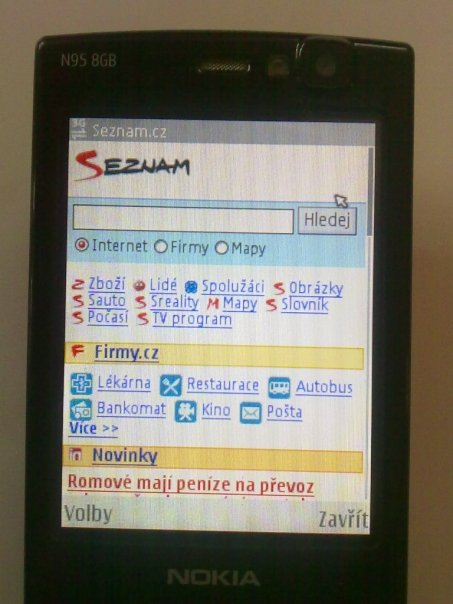 N95 8GB
3G
Seznam.cz
SEZNAM
Hledej
Internet Firmy Mapy
Zboží Lidé Spolužáci Obrázky
Sauto Sreality Mapy Slovník
Počasí TV program
Firmy.cz
Lékárna Restaurace Autobus
Bankomat Kino Pošta
Více >>
Novinky
Romové mají peníze na převoz
Volby Zavřít
NOKIA